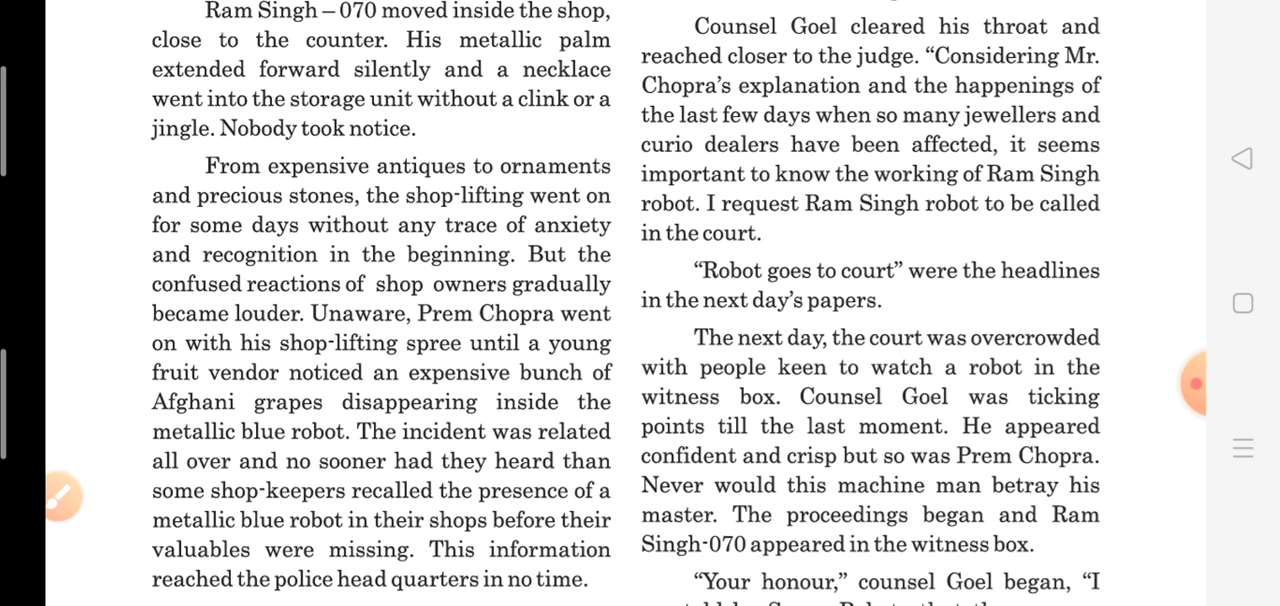 Ram Singh – 070 moved inside the shop,
close to the counter. His metallic palm
extended forward silently and a necklace
went into the storage unit without a clink or a
jingle. Nobody took notice.
From expensive antiques to ornaments
and precious stones, the shop-lifting went on
for some days without any trace of anxiety
and recognition in the beginning. But the
confused reactions of shop owners gradually
became louder. Unaware, Prem Chopra went
on with his shop-lifting spree until a young
fruit vendor noticed an expensive bunch of
Afghani grapes disappearing inside the
metallic blue robot. The incident was related
all over and no sooner had they heard than
some shop-keepers recalled the presence of a
metallic blue robot in their shops before their
valuables were missing. This information
reached the police head quarters in no time.
Counsel Goel cleared his throat and
reached closer to the judge. “Considering Mr.
Chopra’s explanation and the happenings of
the last few days when so many jewellers and
curio dealers have been affected, it seems
important to know the working of Ram Singh
robot. I request Ram Singh robot to be called
in the court.
“Robot goes to court” were the headlines
in the next day’s papers.
The next day, the court was overcrowded
with people keen to watch a robot in the
witness box. Counsel Goel was ticking
points till the last moment. He appeared
confident and crisp but so was Prem Chopra.
Never would this machine man betray his
master. The proceedings began and Ram
Singh-070 appeared in the witness box.
“Your honour,” counsel Goel began, “I